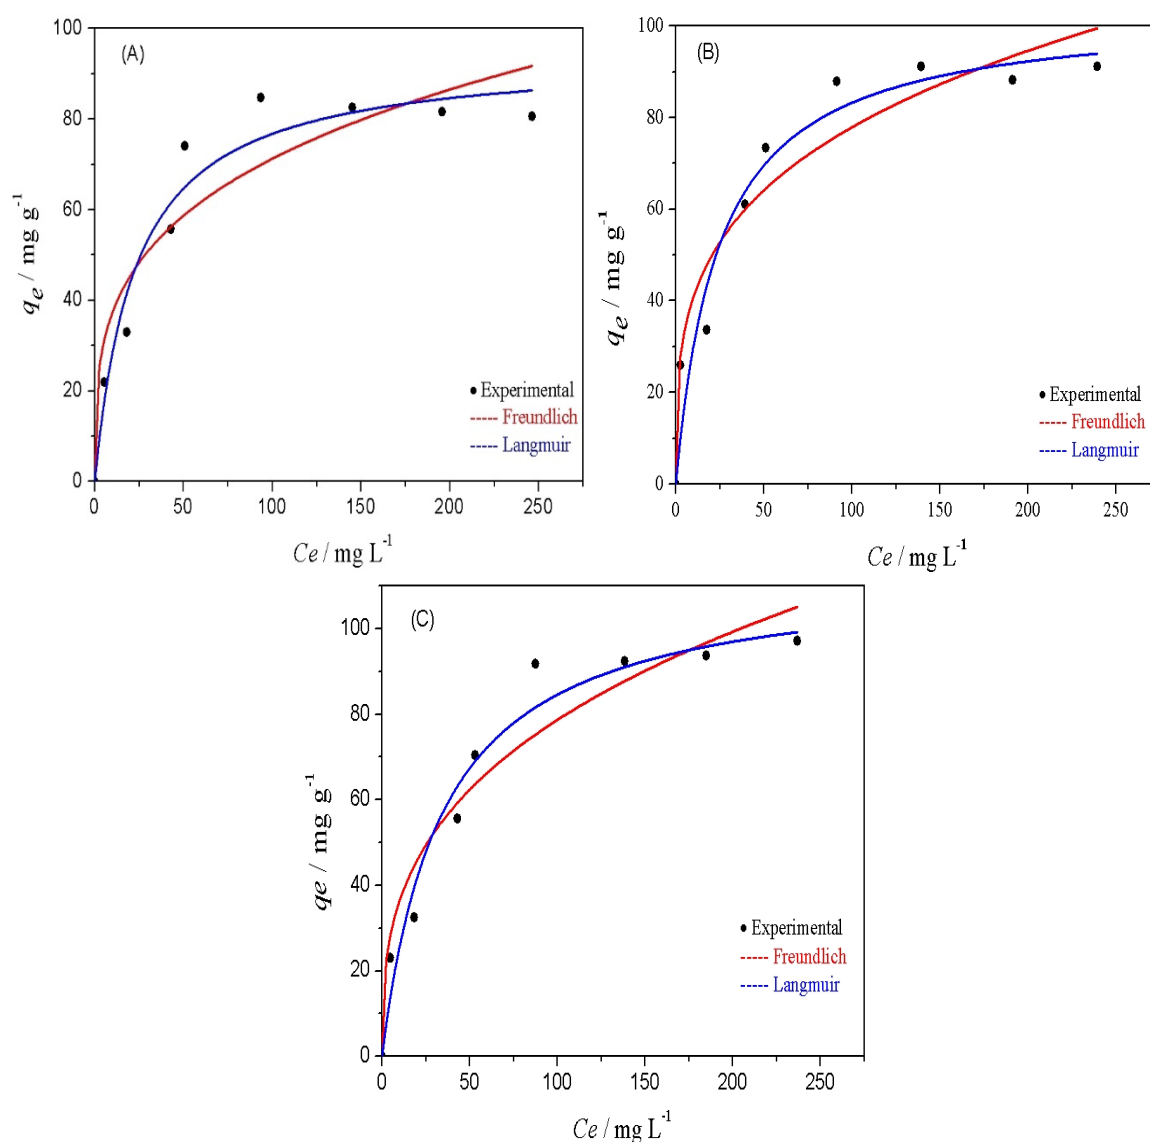 (A)
100
80
60
40
20
0
q_e / mg g⁻¹
• Experimental
----- Freundlich
----- Langmuir
0 50 100 150 200 250
Ce / mg L⁻¹
(B)
100
80
60
40
20
0
q_e / mg g⁻¹
• Experimental
----- Freundlich
----- Langmuir
0 50 100 150 200 250
Ce / mg L⁻¹
(C)
100
80
60
40
20
0
qe / mg g⁻¹
• Experimental
----- Freundlich
----- Langmuir
0 50 100 150 200 250
Ce / mg L⁻¹